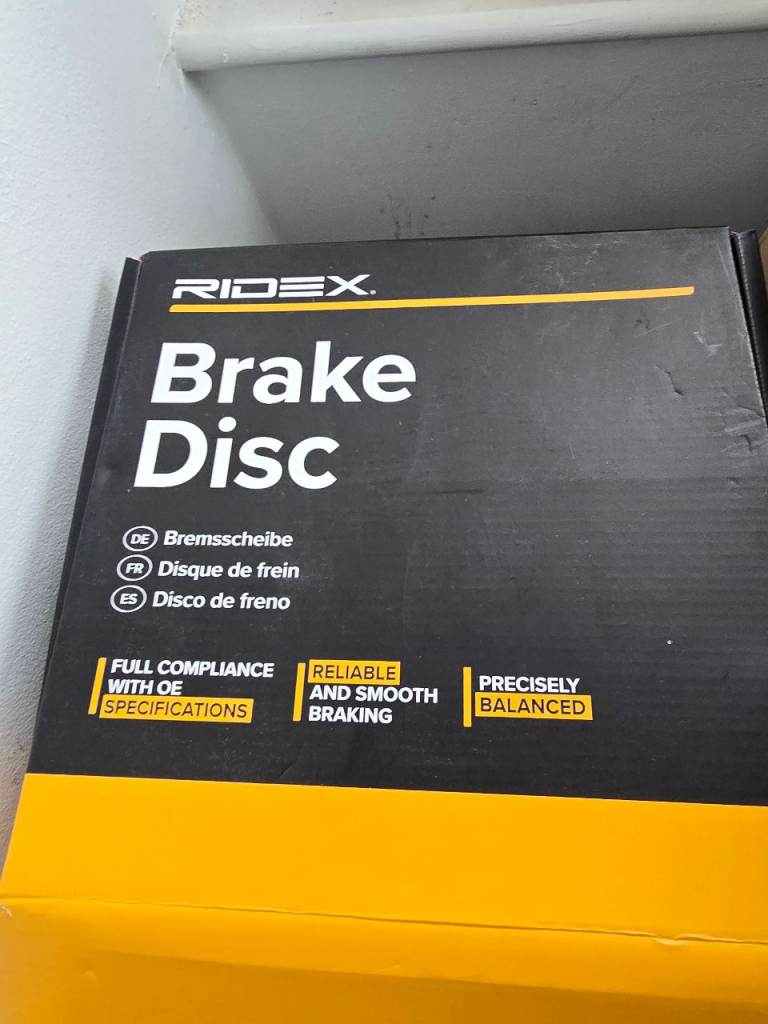 RIDEX.
Brake
Disc
DE Bremsscheibe
FR Disque de frein
ES Disco de freno
FULL COMPLIANCE
WITH OE
SPECIFICATIONS
RELIABLE
AND SMOOTH
BRAKING
PRECISELY
BALANCED